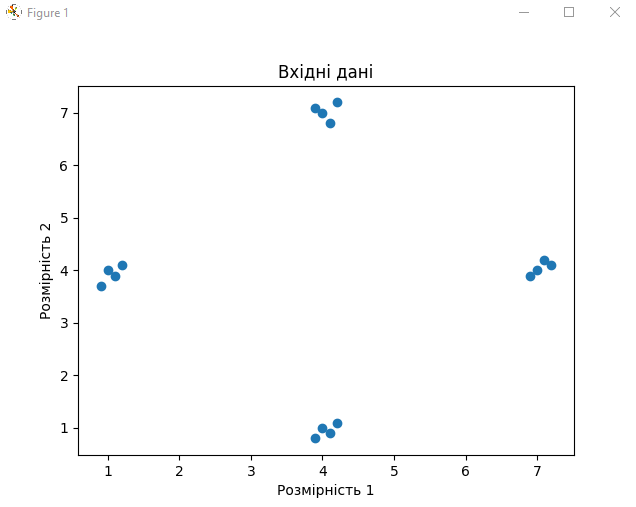 Figure 1
Вхідні дані
7
6
5
4
3
2
1
Розмірність 2
1 2 3 4 5 6 7
Розмірність 1